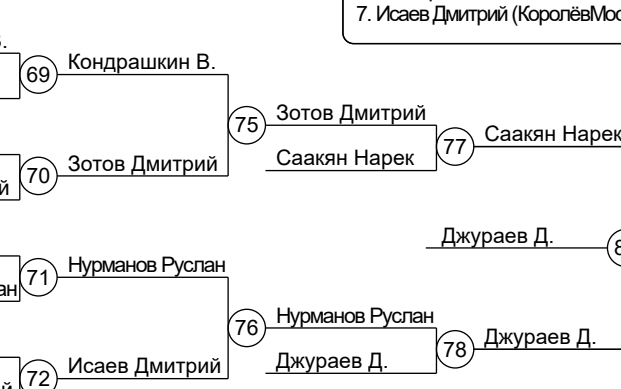 7. Исаев Дмитрий (КоролёвМос
69 Кондрашкин В.
Зотов Дмитрий
75
Саакян Нарек
77
Саакян Нарек
70 Зотов Дмитрий
Джураев Д.
71 Нурманов Руслан
Нурманов Руслан
76
Джураев Д.
78
Джураев Д.
72 Исаев Дмитрий